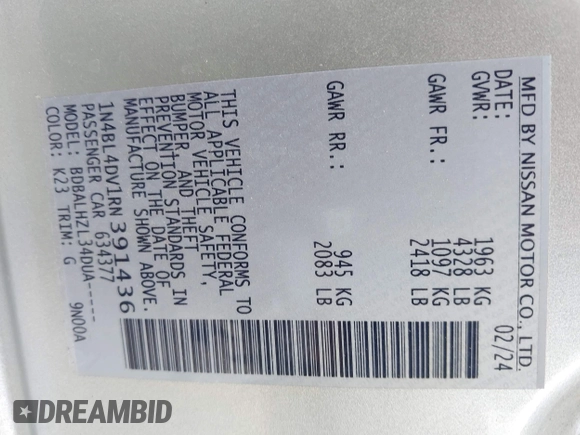 MFD BY NISSAN MOTOR CO., LTD.
DATE: 02/24
GVWR: 1963 KG
4328 LB
GAWR FR.: 1097 KG
2418 LB
GAWR RR.: 945 KG
2083 LB
THIS VEHICLE CONFORMS TO
ALL APPLICABLE FEDERAL
MOTOR VEHICLE SAFETY,
BUMPER, AND THEFT
PREVENTION STANDARDS IN
EFFECT ON THE DATE OF
MANUFACTURE SHOWN ABOVE.
1N4BL4DV1RN391436
PASSENGER CAR 634377
MODEL: BDBALHZL34DUA-----
COLOR: K23 TRIM: G 9N00A
DREAMBID